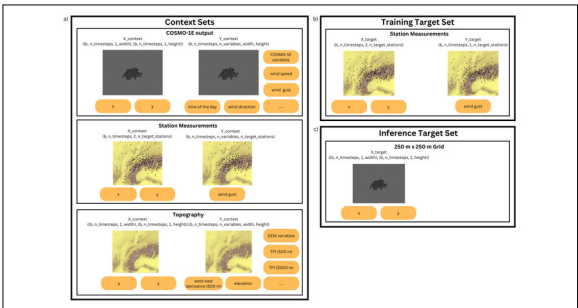 a)
Context Sets
COSMO-1E output
X_context
(b, n_timesteps, 1, width), (b, n_timesteps, 1, height)
Y_context
(b, n_timesteps, n_variables, width, height)
COSMO-1E variables
wind speed
wind gust
x
y
time of the day
wind direction
...
Station Measurements
X_context
(b, n_timesteps, 2, n_target_stations)
Y_context
(b, n_timesteps, n_variables, n_target_stations)
x
y
wind gust
Topography
X_context
(b, n_timesteps, 1, width), (b, n_timesteps, 1, height)
Y_context
(b, n_timesteps, n_variables, width, height)
DEM variables
TPI (500 m)
TPI (2000 m)
y
y
west-east derivative (500 m)
elevation
...
b)
Training Target Set
Station Measurements
X_target
(b, n_timesteps, 2, n_target_stations)
Y_target
(b, n_timesteps, 1, n_target_stations)
x
y
wind gust
c)
Inference Target Set
250 m x 250 m Grid
X_target
(b, n_timesteps, 1, width), (b, n_timesteps, 1, height)
x
y